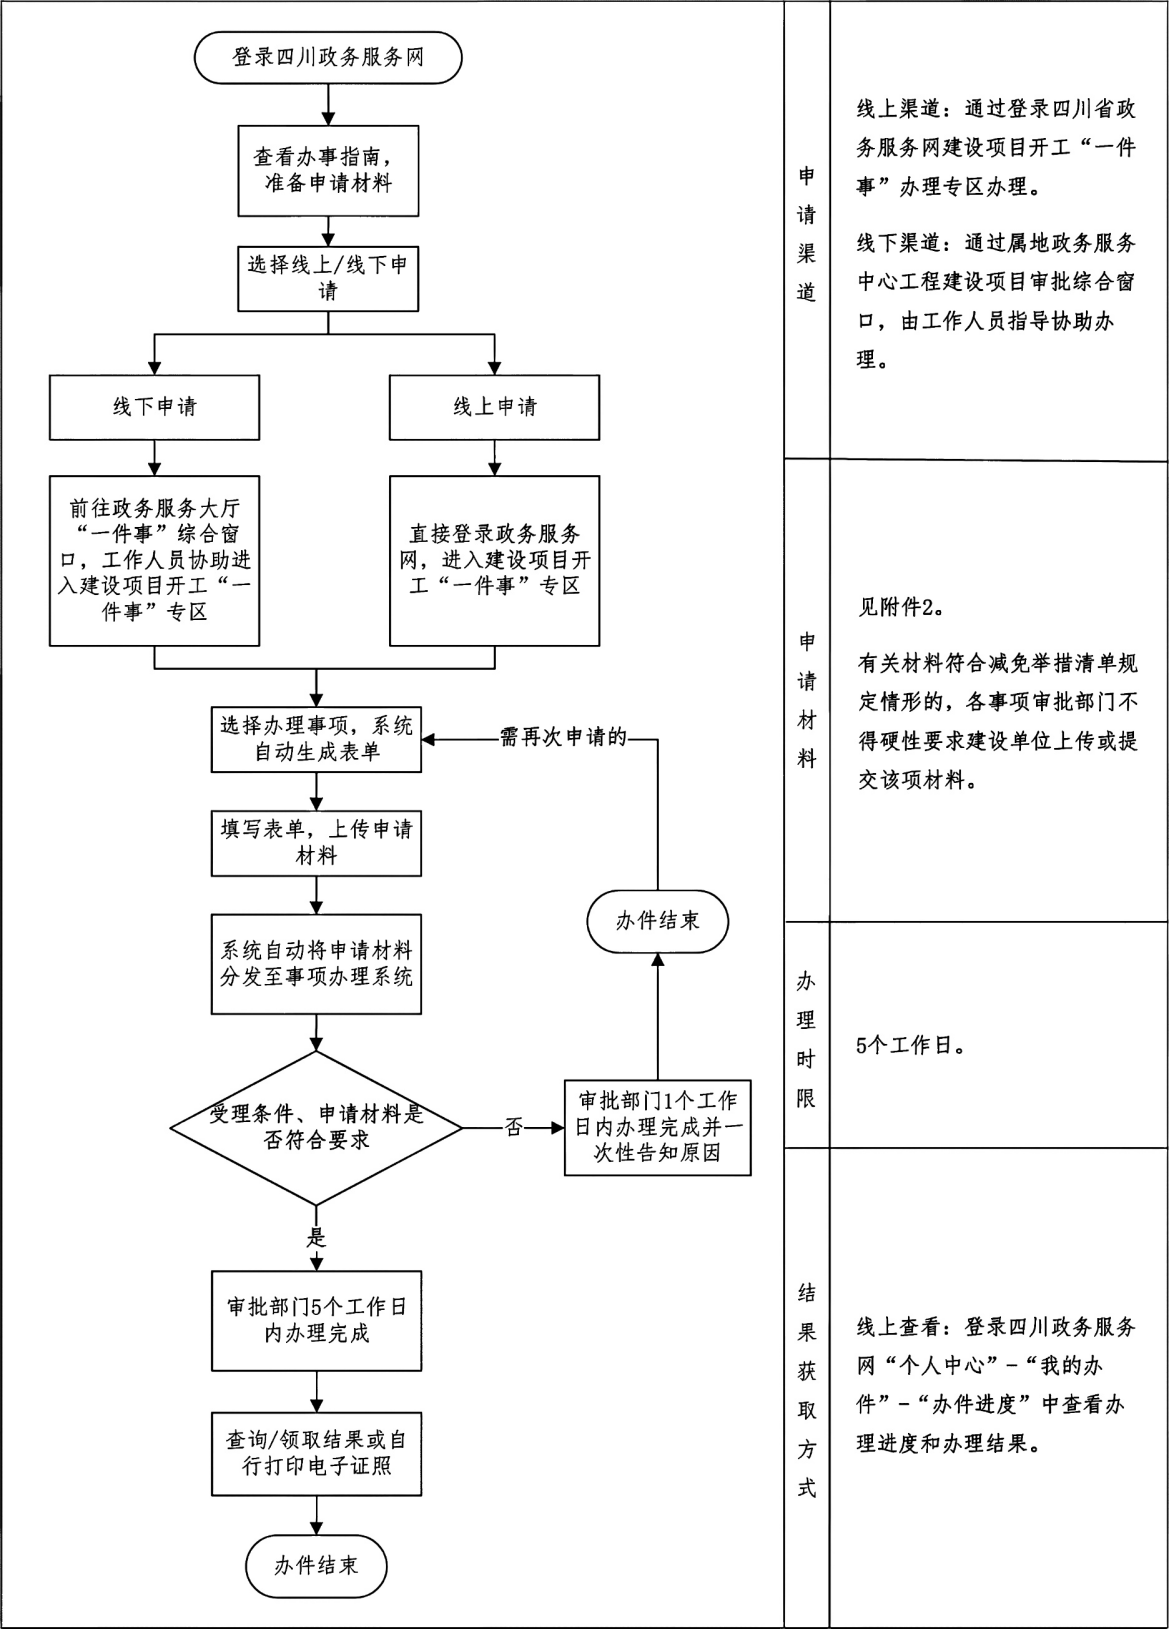 登录四川政务服务网
查看办事指南，
准备申请材料
选择线上/线下申
请
线下申请
线上申请
前往政务服务大厅
“一件事”综合窗
口，工作人员协助进
入建设项目开工“一
件事”专区
直接登录政务服务
网，进入建设项目开
工“一件事”专区
选择办理事项，系统
自动生成表单
需再次申请的
填写表单，上传申请
材料
办件结束
系统自动将申请材料
分发至事项办理系统
受理条件、申请材料是
否符合要求
否
审批部门1个工作
日内办理完成并一
次性告知原因
是
审批部门5个工作日
内办理完成
查询/领取结果或自
行打印电子证照
办件结束
申
请
渠
道
线上渠道：通过登录四川省政
务服务网建设项目开工“一件
事”办理专区办理。
线下渠道：通过属地政务服务
中心工程建设项目审批综合窗
口，由工作人员指导协助办
理。
申
请
材
料
见附件2。
有关材料符合减免举措清单规
定情形的，各事项审批部门不
得硬性要求建设单位上传或提
交该项材料。
办
理
时
限
5个工作日。
结
果
获
取
方
式
线上查看：登录四川政务服务
网“个人中心”-“我的办
件”-“办件进度”中查看办
理进度和办理结果。